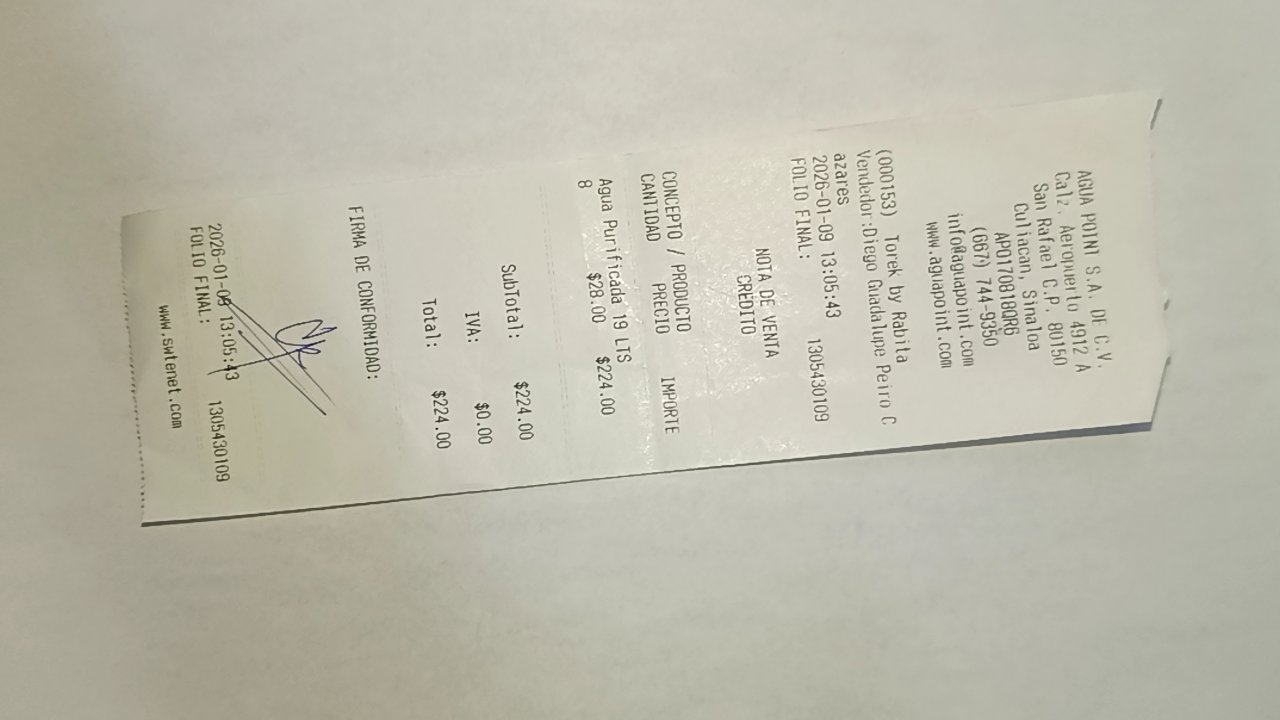 AGUA POINT S.A. DE C.V.
Calz. Aeropuerto 4912 A
San Rafael C.P. 80150
Culiacan, Sinaloa
APO170818QR6
(667) 744-9350
info@aguapoint.com
www.aguapoint.com
(000153) Torek by Rabita
Vendedor:Diego Guadalupe Peiro C
azares
2026-01-09 13:05:43
FOLIO FINAL: 1305430109
NOTA DE VENTA
CREDITO
CONCEPTO / PRODUCTO
CANTIDAD PRECIO IMPORTE
Agua Purificada 19 LTS
8 $28.00 $224.00
SubTotal: $224.00
IVA: $0.00
Total: $224.00
FIRMA DE CONFORMIDAD:
2026-01-09 13:05:43
FOLIO FINAL: 1305430109
www.swtenet.com